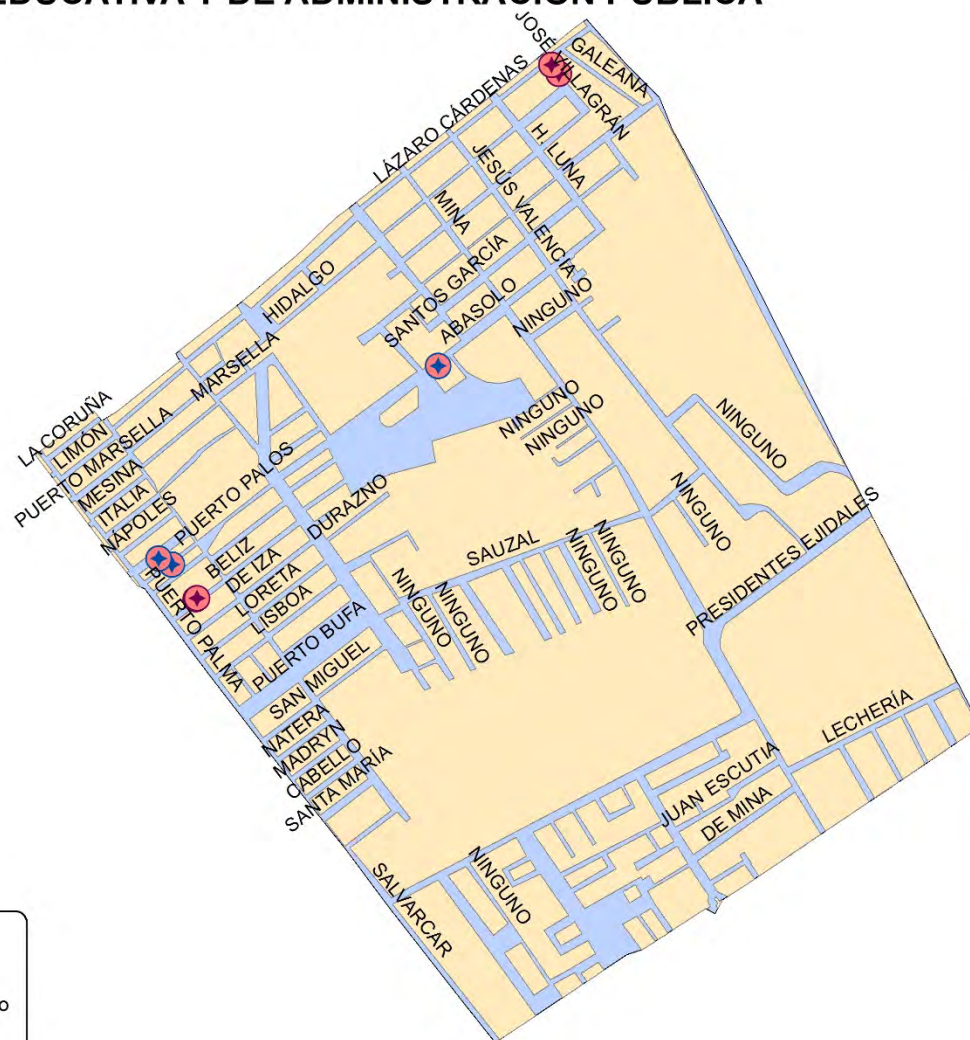 EDUCATIVA Y DE ADMINISTRACIÓN PÚBLICA
JOSÉ VILLAGRÁN
GALEANA
LÁZARO CÁRDENAS
H. LUNA
JESÚS VALENCIA
MINA
SANTOS GARCÍA
HIDALGO
ABASOLO
NINGUNO
MARSELLA
LA CORUÑA
LIMÓN
PUERTO MARSELLA
MESINA
ITALIA
NÁPOLES
PUERTO PALOS
NINGUNO
NINGUNO
NINGUNO
DURAZNO
BELIZ
DE IZA
LORETA
LISBOA
PUERTO PALMA
PUERTO BUFA
SAUZAL
NINGUNO
NINGUNO
NINGUNO
NINGUNO
NINGUNO
PRESIDENTES EJIDALES
SAN MIGUEL
NATERA
MADRYN
CABELLO
SANTA MARÍA
LECHERÍA
JUAN ESCUTIA
DE MINA
NINGUNO
SALVARCAR
o